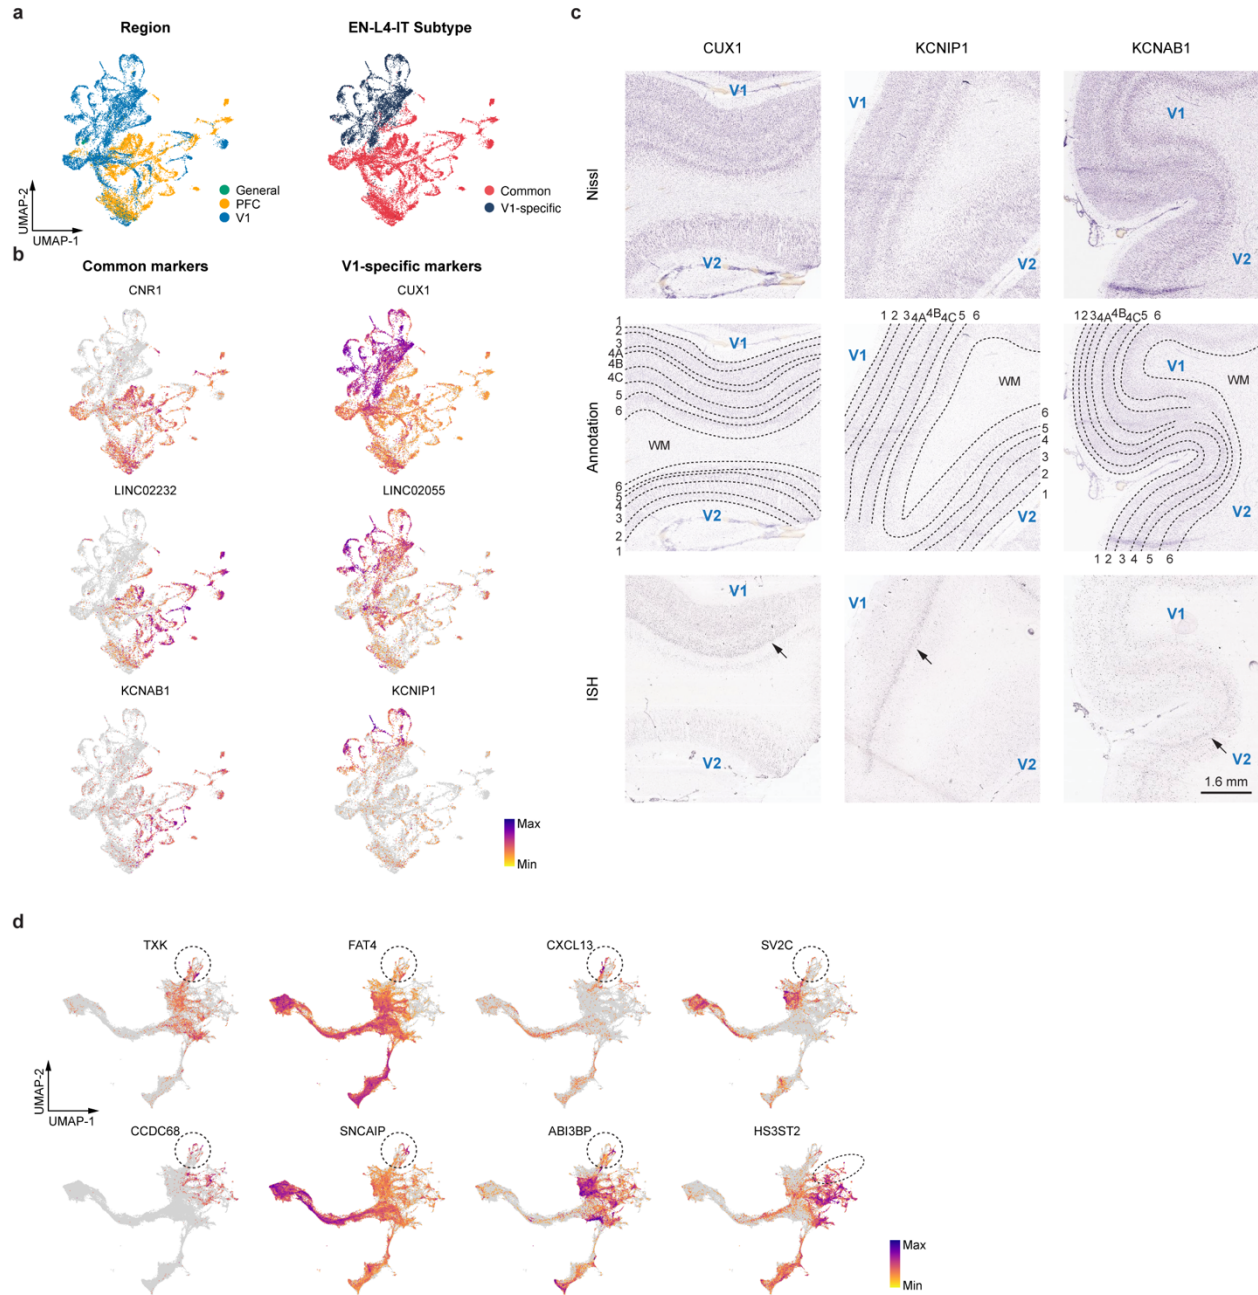 a
Region
EN-L4-IT Subtype
General
PFC
V1
Common
V1-specific
UMAP-2
UMAP-1
b
Common markers
V1-specific markers
CNR1
CUX1
LINC02232
LINC02055
KCNAB1
KCNIP1
Max
Min
c
CUX1
KCNIP1
KCNAB1
Nissl
V1
V2
V1
V2
V1
V2
Annotation
1
2
3
4A
4B
4C
5
6
V1
WM
6
5
4
3
2
1
V2
1 2 3 4A 4B 4C 5 6
V1
WM
6
5
4
3
2
1
V2
1 2 3 4A 4B 4C 5 6
V1
WM
V2
1 2 3 4 5 6
ISH
V1
V2
V1
V2
V1
V2
1.6 mm
d
TXK
FAT4
CXCL13
SV2C
UMAP-2
UMAP-1
CCDC68
SNCAIP
ABI3BP
HS3ST2
Max
Min